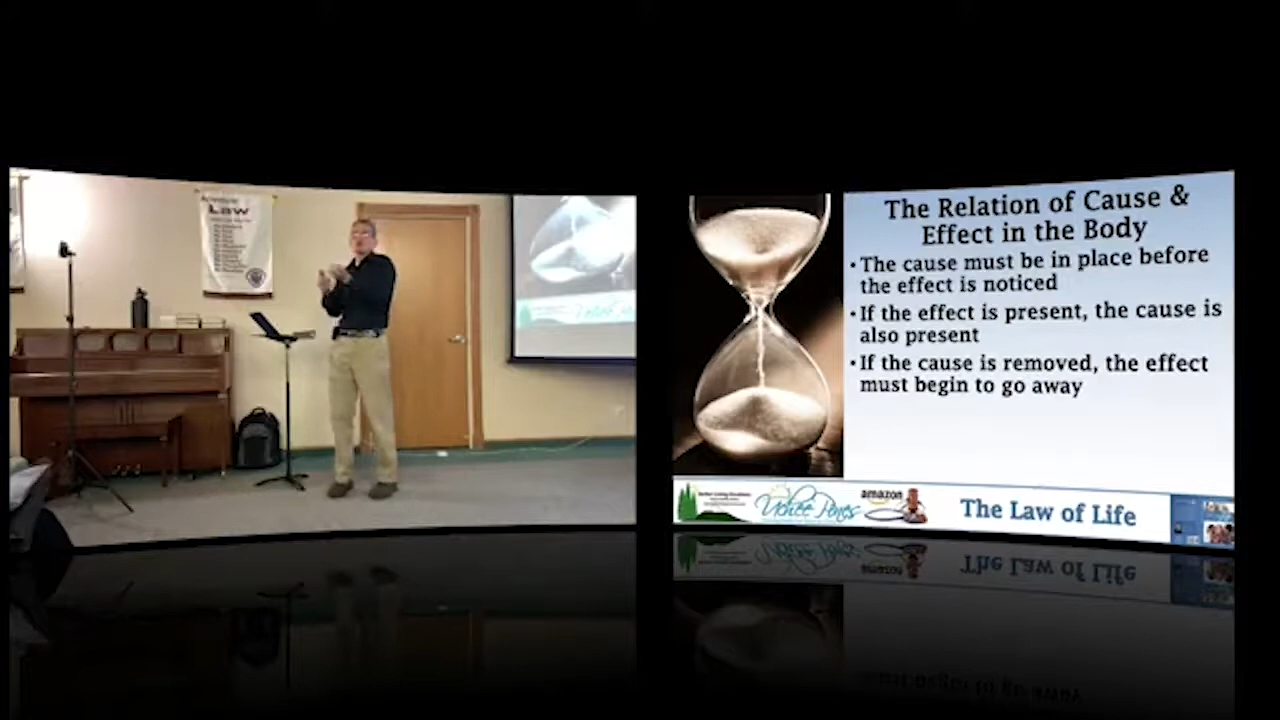 Law
The Relation of Cause &
Effect in the Body
•The cause must be in place before
the effect is noticed
•If the effect is present, the cause is
also present
•If the cause is removed, the effect
must begin to go away
Uchee Pines
amazon
The Law of Life